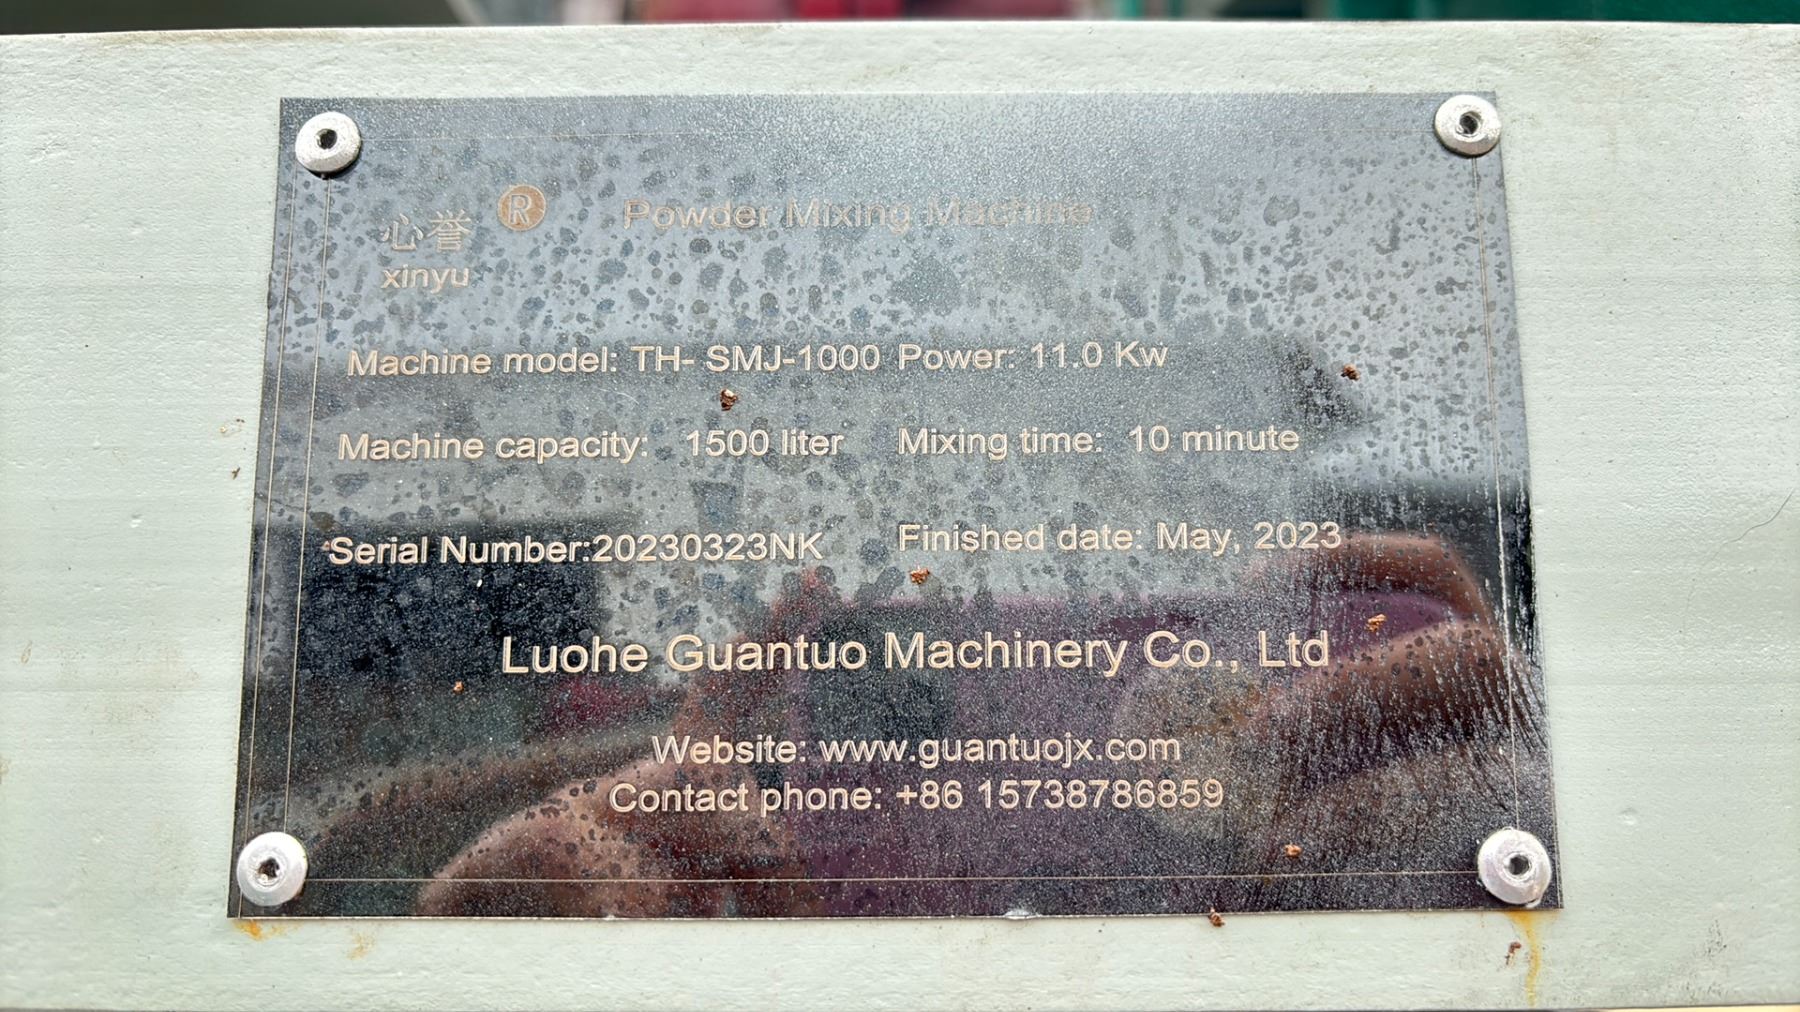 心誉 ® Powder Mixing Machine
xinyu
Machine model: TH- SMJ-1000 Power: 11.0 Kw
Machine capacity: 1500 liter Mixing time: 10 minute
Serial Number:20230323NK Finished date: May, 2023
Luohe Guantuo Machinery Co., Ltd
Website: www.guantuojx.com
Contact phone: +86 15738786859